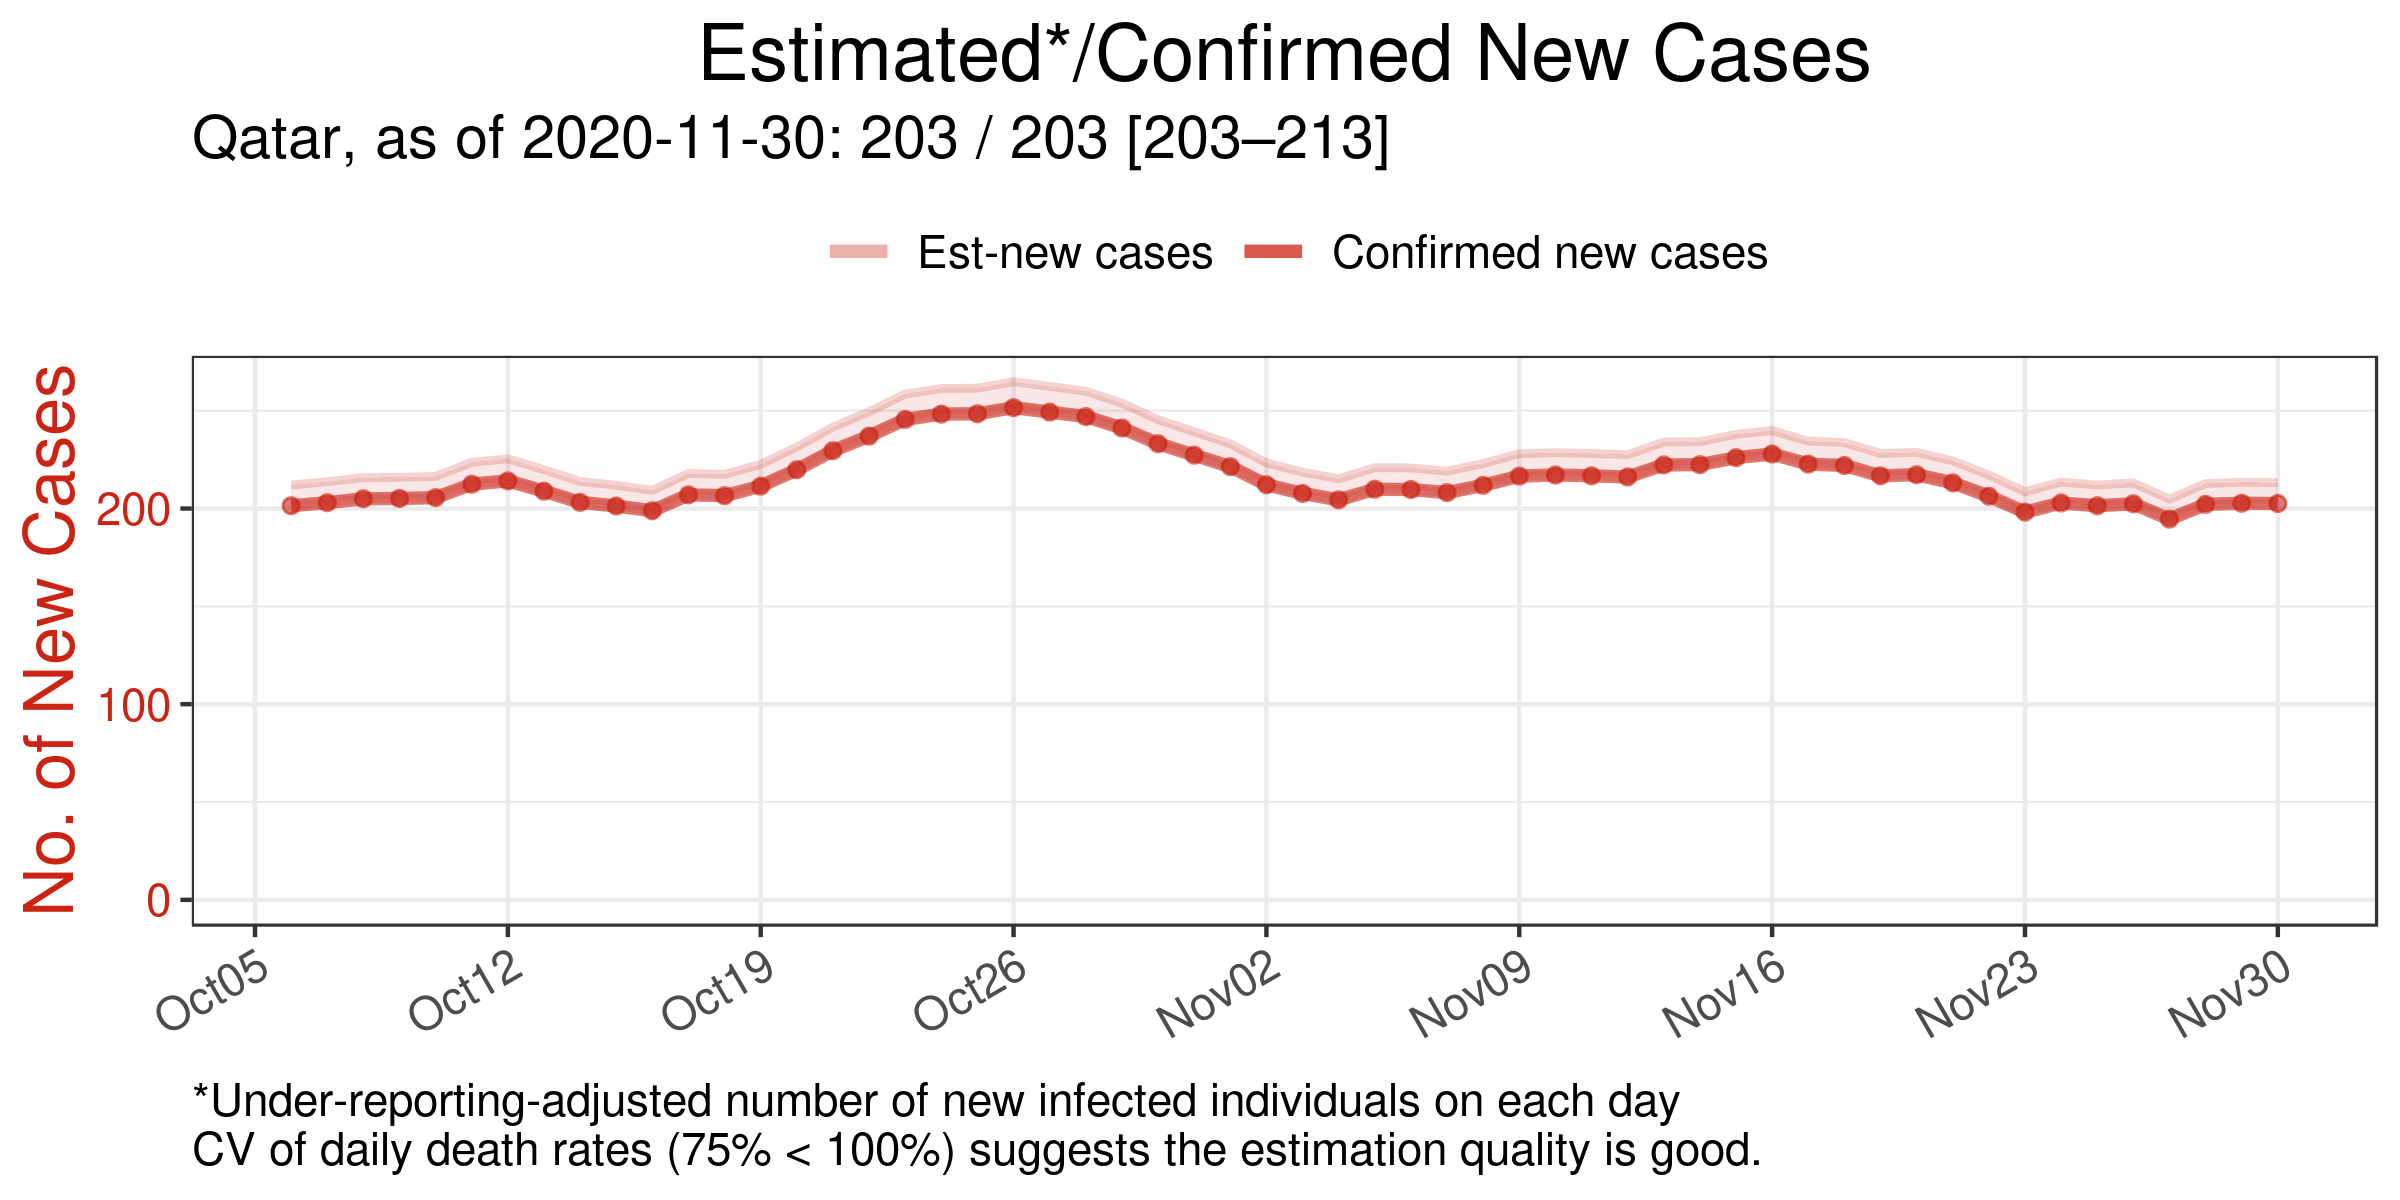 Estimated*/Confirmed New Cases
Qatar, as of 2020-11-30: 203 / 203 [203–213]
Est-new cases
Confirmed new cases
No. of New Cases
200
100
0
Oct05
Oct12
Oct19
Oct26
Nov02
Nov09
Nov16
Nov23
Nov30
*Under-reporting-adjusted number of new infected individuals on each day
CV of daily death rates (75% < 100%) suggests the estimation quality is good.